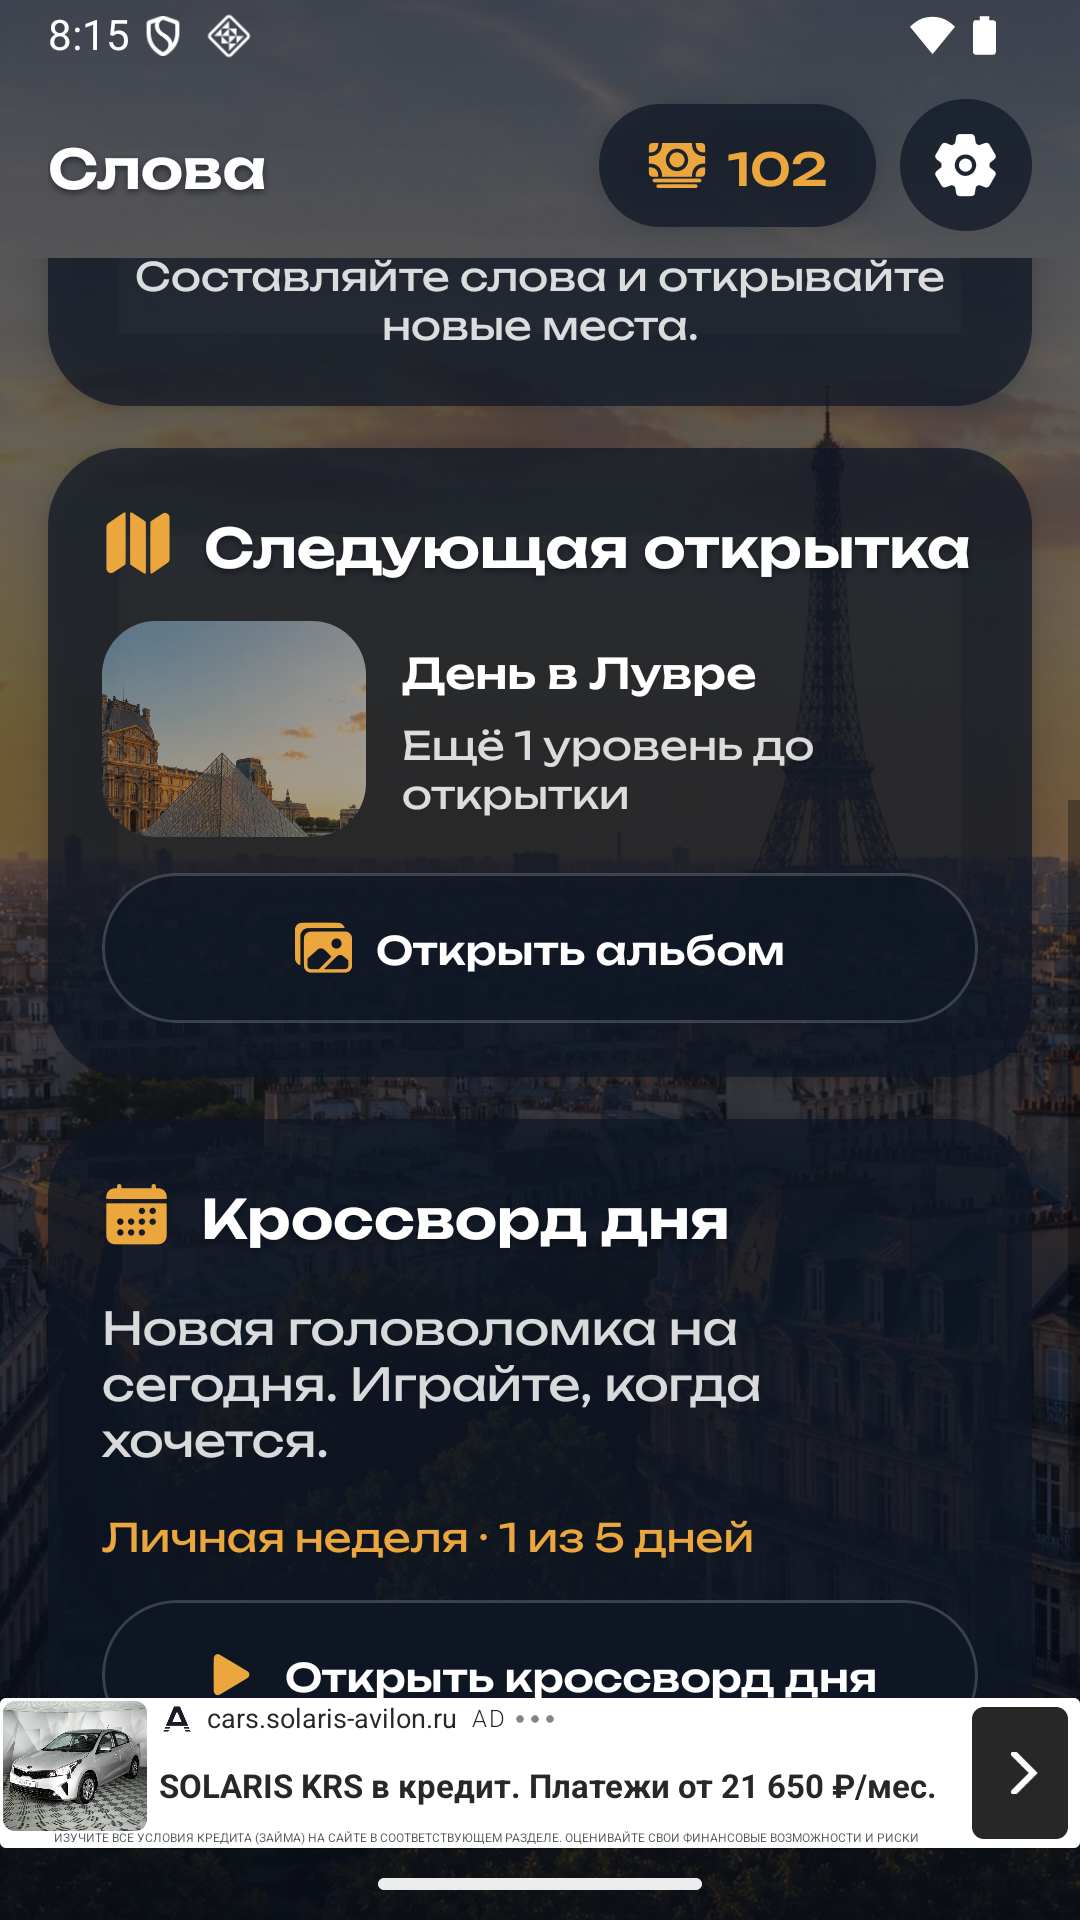 8:15
Слова
102
Составляйте слова и открывайте
новые места.
Следующая открытка
День в Лувре
Ещё 1 уровень до
открытки
Открыть альбом
Кроссворд дня
Новая головоломка на
сегодня. Играйте, когда
хочется.
Личная неделя · 1 из 5 дней
Открыть кроссворд дня
cars.solaris-avilon.ru AD
SOLARIS KRS в кредит. Платежи от 21 650 ₽/мес.
ИЗУЧИТЕ ВСЕ УСЛОВИЯ КРЕДИТА (ЗАЙМА) НА САЙТЕ В СООТВЕТСТВУЮЩЕМ РАЗДЕЛЕ. ОЦЕНИВАЙТЕ СВОИ ФИНАНСОВЫЕ ВОЗМОЖНОСТИ И РИСКИ